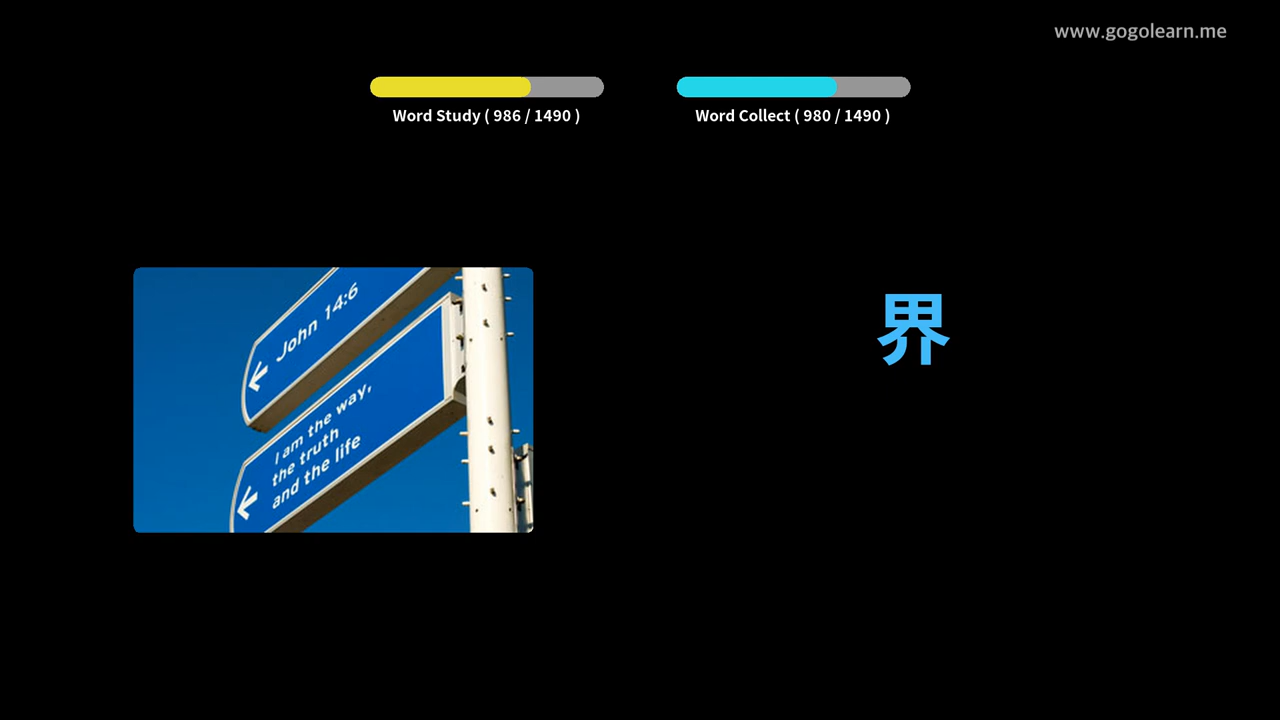 www.gogolearn.me
Word Study ( 986 / 1490 )
Word Collect ( 980 / 1490 )
John 14:6
I am the way,
the truth
and the life
界